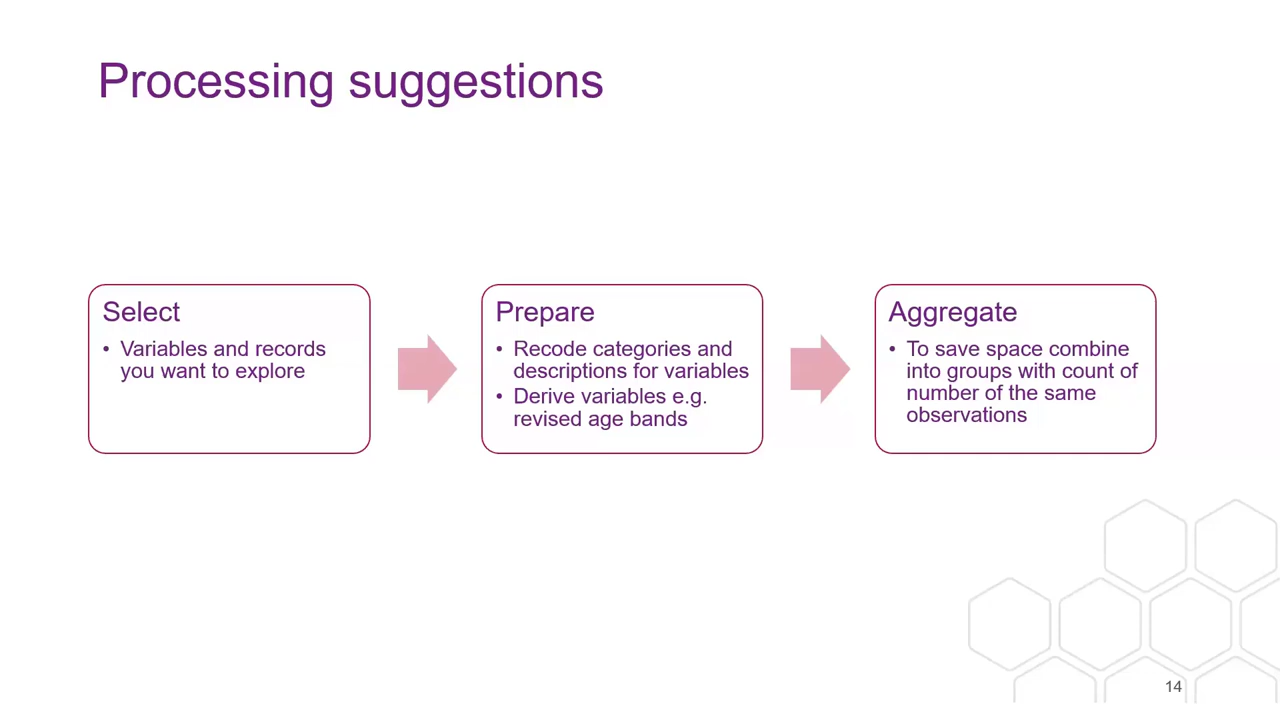 Processing suggestions
Select
• Variables and records
you want to explore
Prepare
• Recode categories and
descriptions for variables
• Derive variables e.g.
revised age bands
Aggregate
• To save space combine
into groups with count of
number of the same
observations
14